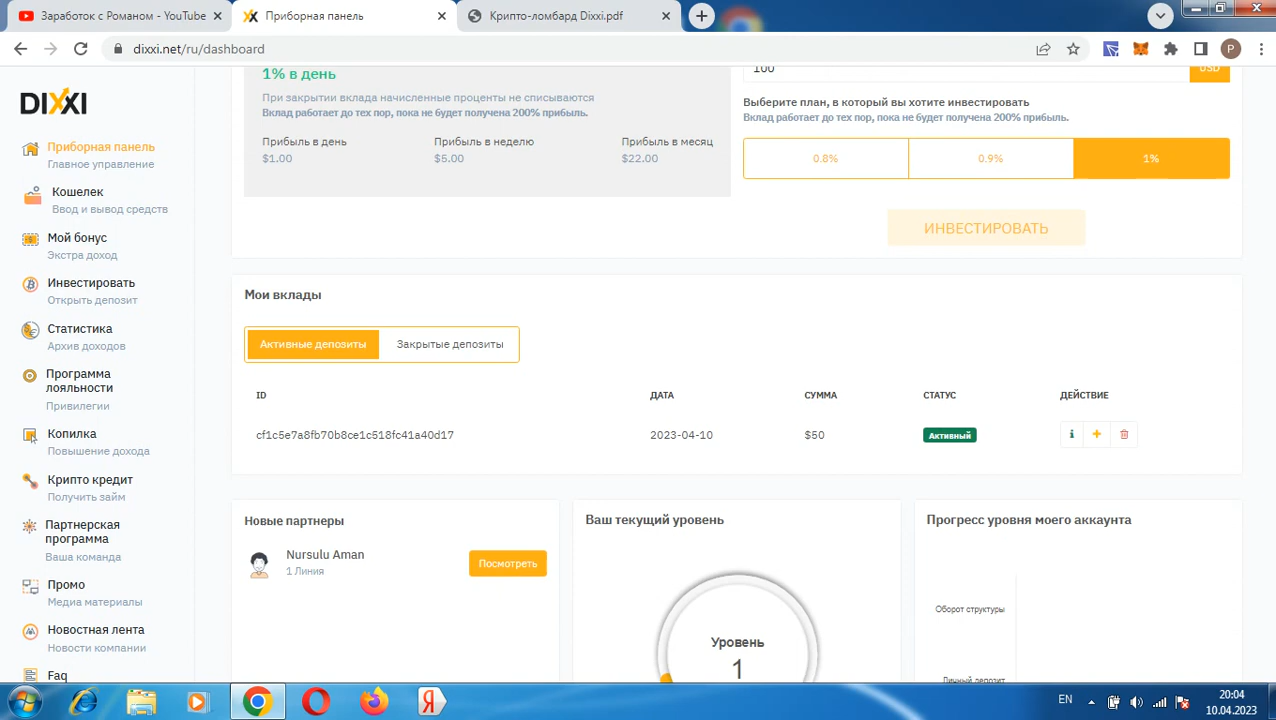 Заработок с Романом - YouTube
Приборная панель
Крипто-ломбард Dixxi.pdf
dixxi.net/ru/dashboard
P
DIXXI
Приборная панель
Главное управление
Кошелек
Ввод и вывод средств
Мой бонус
Экстра доход
Инвестировать
Открыть депозит
Статистика
Архив доходов
Программа
лояльности
Привилегии
Копилка
Повышение дохода
Крипто кредит
Получить займ
Партнерская
программа
Ваша команда
Промо
Медиа материалы
Новостная лента
Новости компании
Faq
1% в день
При закрытии вклада начисленные проценты не списываются
Вклад работает до тех пор, пока не будет получена 200% прибыль.
Прибыль в день
Прибыль в неделю
Прибыль в месяц
$1.00
$5.00
$22.00
100
USD
Выберите план, в который вы хотите инвестировать
Вклад работает до тех пор, пока не будет получена 200% прибыль.
0.8%
0.9%
1%
ИНВЕСТИРОВАТЬ
Мои вклады
Активные депозиты
Закрытые депозиты
ID
ДАТА
СУММА
СТАТУС
ДЕЙСТВИЕ
cf1c5e7a8fb70b8ce1c518fc41a40d17
2023-04-10
$50
Активный
Новые партнеры
Nursulu Aman
1 Линия
Посмотреть
Ваш текущий уровень
Уровень
1
Прогресс уровня моего аккаунта
Оборот структуры
Личный депозит
EN
20:04
10.04.2023